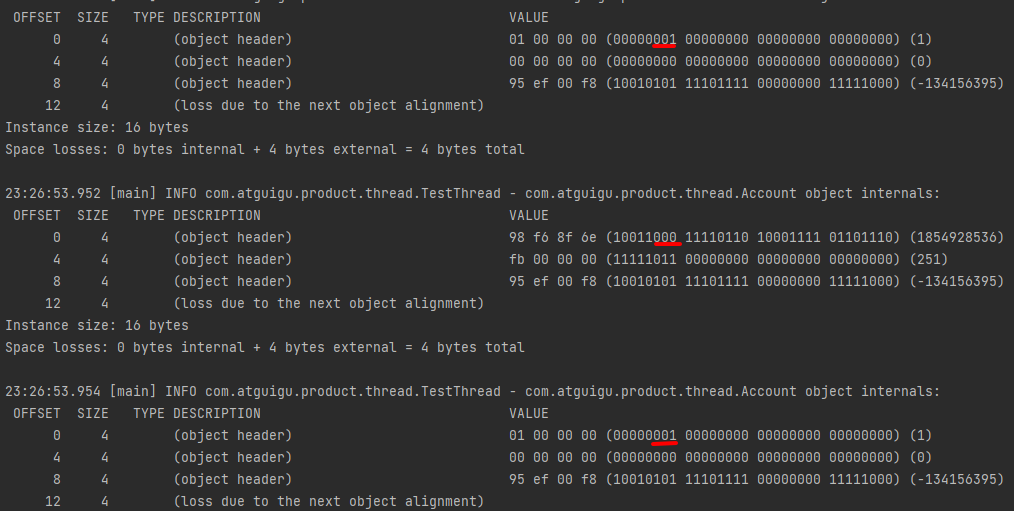 OFFSET  SIZE   TYPE DESCRIPTION                               VALUE
      0     4        (object header)                           01 00 00 00 (00000001 00000000 00000000 00000000) (1)
      4     4        (object header)                           00 00 00 00 (00000000 00000000 00000000 00000000) (0)
      8     4        (object header)                           95 ef 00 f8 (10010101 11101111 00000000 11111000) (-134156395)
     12     4        (loss due to the next object alignment)
Instance size: 16 bytes
Space losses: 0 bytes internal + 4 bytes external = 4 bytes total
23:26:53.952 [main] INFO com.atguigu.product.thread.TestThread - com.atguigu.product.thread.Account object internals:
OFFSET  SIZE   TYPE DESCRIPTION                               VALUE
      0     4        (object header)                           98 f6 8f 6e (10011000 11110110 10001111 01101110) (1854928536)
      4     4        (object header)                           fb 00 00 00 (11111011 00000000 00000000 00000000) (251)
      8     4        (object header)                           95 ef 00 f8 (10010101 11101111 00000000 11111000) (-134156395)
     12     4        (loss due to the next object alignment)
Instance size: 16 bytes
Space losses: 0 bytes internal + 4 bytes external = 4 bytes total
23:26:53.954 [main] INFO com.atguigu.product.thread.TestThread - com.atguigu.product.thread.Account object internals:
OFFSET  SIZE   TYPE DESCRIPTION                               VALUE
      0     4        (object header)                           01 00 00 00 (00000001 00000000 00000000 00000000) (1)
      4     4        (object header)                           00 00 00 00 (00000000 00000000 00000000 00000000) (0)
      8     4        (object header)                           95 ef 00 f8 (10010101 11101111 00000000 11111000) (-134156395)
     12     4        (loss due to the next object alignment)